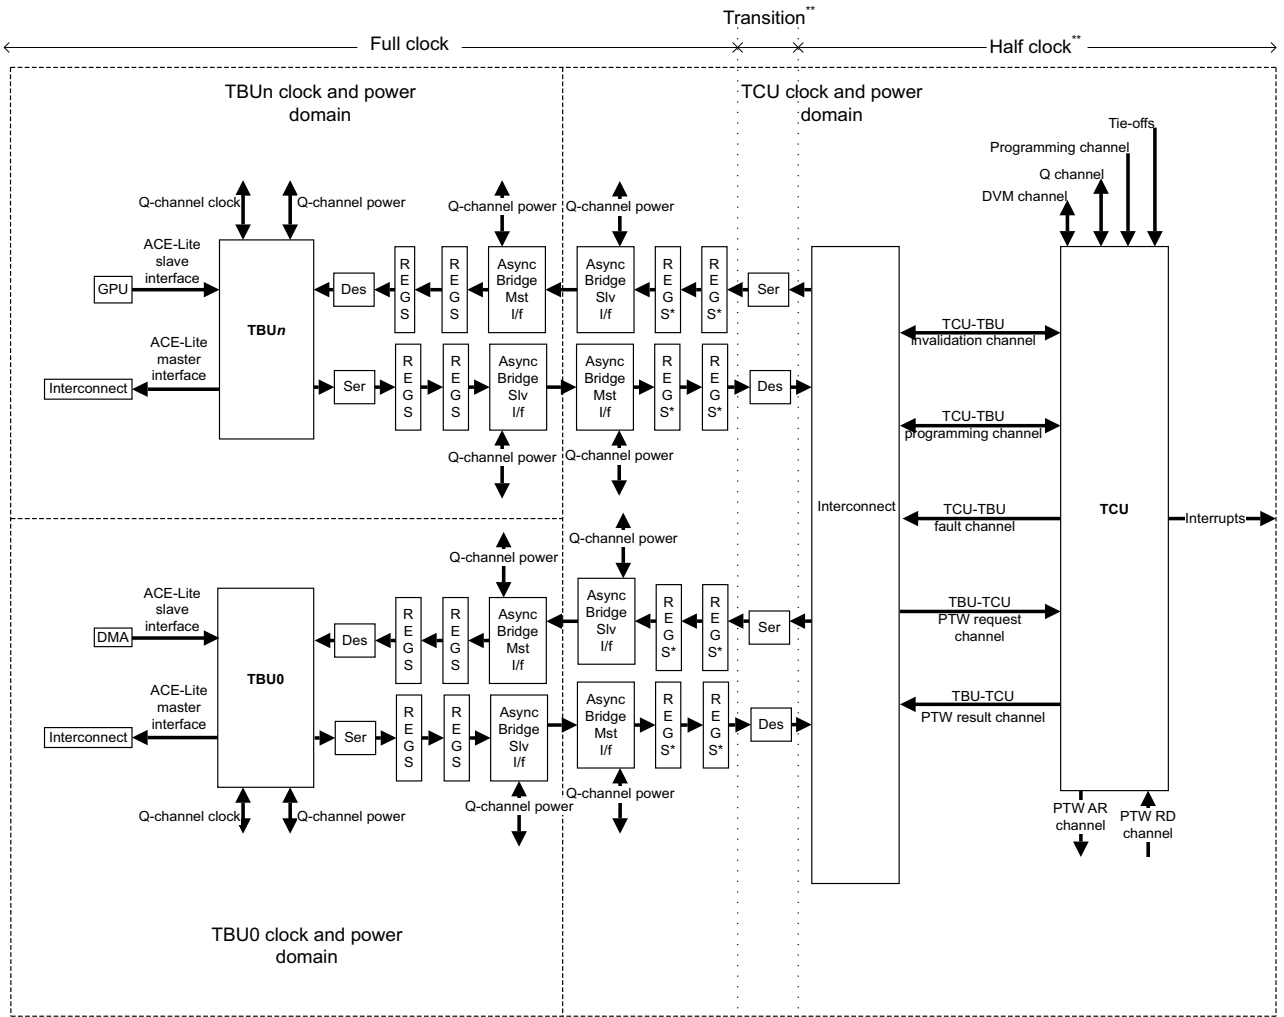 Transition**
Full clock
Half clock**
TBUn clock and power
domain
TCU clock and power
domain
Tie-offs
Programming channel
Q channel
DVM channel
Q-channel clock
Q-channel power
Q-channel power
Q-channel power
ACE-Lite
slave
interface
GPU
TBUn
Des
R
E
G
S
R
E
G
S
Async
Bridge
Mst
I/f
Async
Bridge
Slv
I/f
R
E
G
S*
R
E
G
S*
Ser
ACE-Lite
master
interface
Interconnect
Ser
R
E
G
S
R
E
G
S
Async
Bridge
Slv
I/f
Async
Bridge
Mst
I/f
R
E
G
S*
R
E
G
S*
Des
Q-channel power
Q-channel power
Interconnect
TCU-TBU
invalidation channel
TCU-TBU
programming channel
TCU-TBU
fault channel
TBU-TCU
PTW request
channel
TBU-TCU
PTW result channel
TCU
Interrupts
PTW AR
channel
PTW RD
channel
Q-channel power
Q-channel power
ACE-Lite
slave
interface
DMA
TBU0
Des
R
E
G
S
R
E
G
S
Async
Bridge
Mst
I/f
Async
Bridge
Slv
I/f
R
E
G
S*
R
E
G
S*
Ser
ACE-Lite
master
interface
Interconnect
Ser
R
E
G
S
R
E
G
S
Async
Bridge
Slv
I/f
Async
Bridge
Mst
I/f
R
E
G
S*
R
E
G
S*
Des
Q-channel clock
Q-channel power
Q-channel power
Q-channel power
TBU0 clock and power
domain